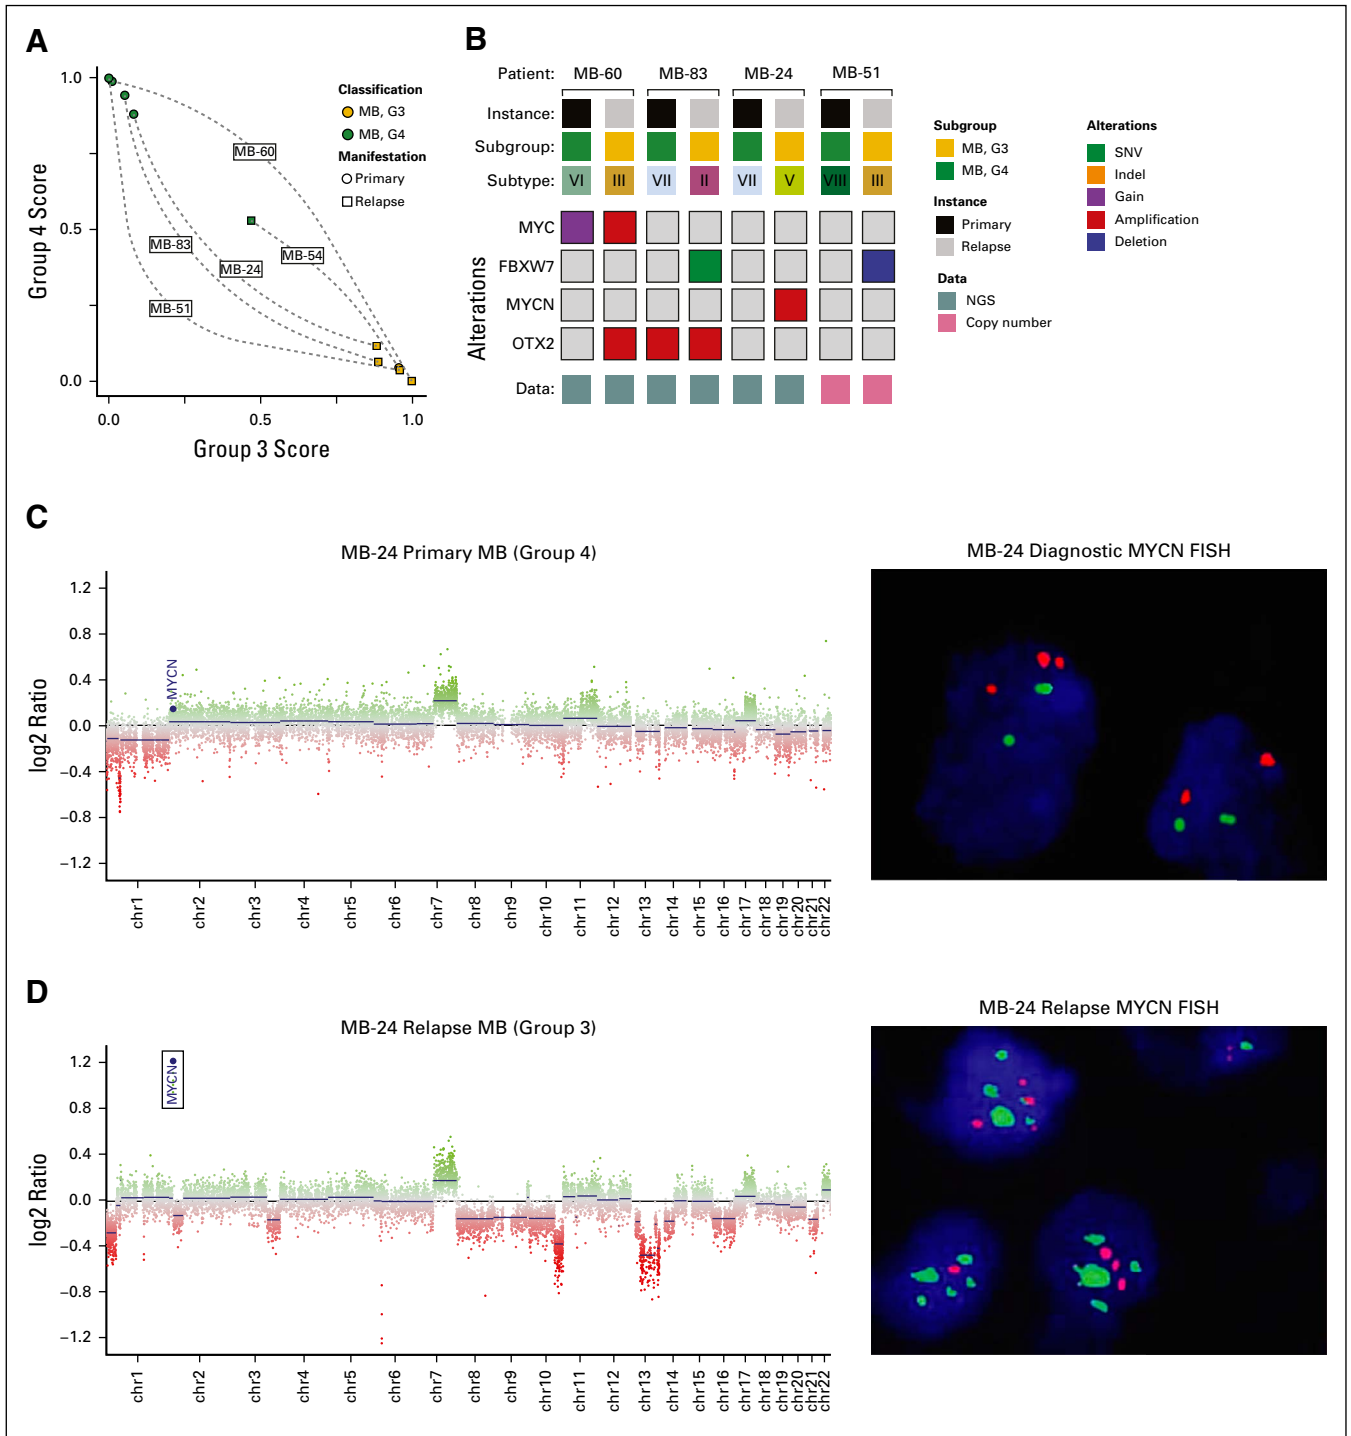 A
1.0
0.5
0.0
Group 4 Score
0.0
0.5
1.0
Group 3 Score
MB-60
MB-83
MB-24
MB-54
MB-51
Classification
MB, G3
MB, G4
Manifestation
Primary
Relapse
B
Patient: MB-60 MB-83 MB-24 MB-51
Instance:
Subgroup:
Subtype: VI III VII II VII V VIII III
Alterations
MYC
FBXW7
MYCN
OTX2
Data:
Subgroup
MB, G3
MB, G4
Instance
Primary
Relapse
Data
NGS
Copy number
Alterations
SNV
Indel
Gain
Amplification
Deletion
C
MB-24 Primary MB (Group 4)
log2 Ratio
1.2
0.8
0.4
0.0
−0.4
−0.8
−1.2
MYCN
chr1 chr2 chr3 chr4 chr5 chr6 chr7 chr8 chr9 chr10 chr11 chr12 chr13 chr14 chr15 chr16 chr17 chr18 chr19 chr20 chr21 chr22
MB-24 Diagnostic MYCN FISH
D
MB-24 Relapse MB (Group 3)
log2 Ratio
1.2
0.8
0.4
0.0
−0.4
−0.8
−1.2
MYCN
chr1 chr2 chr3 chr4 chr5 chr6 chr7 chr8 chr9 chr10 chr11 chr12 chr13 chr14 chr15 chr16 chr17 chr18 chr19 chr20 chr21 chr22
MB-24 Relapse MYCN FISH